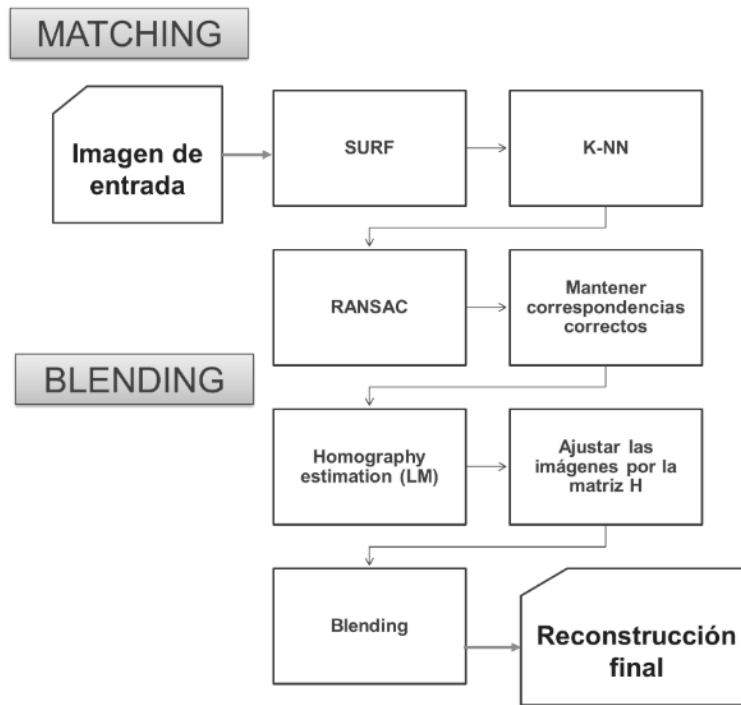 MATCHING
Imagen de
entrada
SURF
K-NN
RANSAC
Mantener
correspondencias
correctos
BLENDING
Homography
estimation (LM)
Ajustar las
imágenes por la
matriz H
Blending
Reconstrucción
final